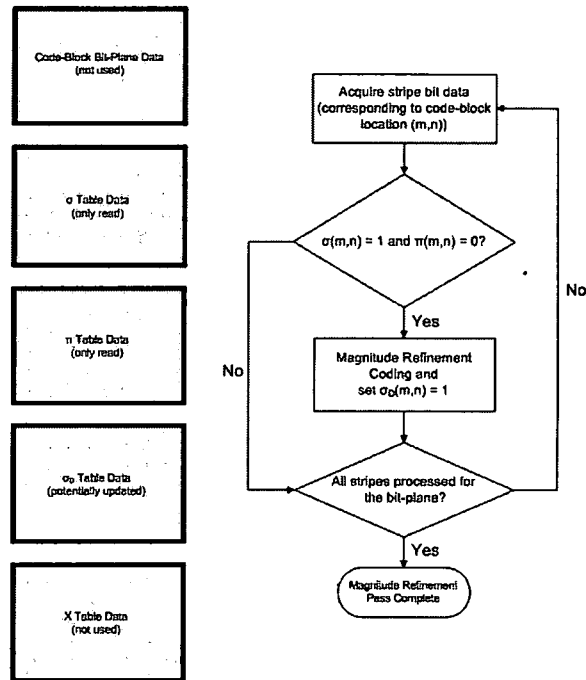 Code-Block Bit-Plane Data
(not used)
σ Table Data
(only read)
π Table Data
(only read)
σD Table Data
(potentially updated)
X Table Data
(not used)
Acquire stripe bit data
(corresponding to code-block
location (m,n))
σ(m,n) = 1 and π(m,n) = 0?
No
Yes
No
Magnitude Refinement
Coding and
set σD(m,n) = 1
All stripes processed for
the bit-plane?
Yes
Magnitude Refinement
Pass Complete